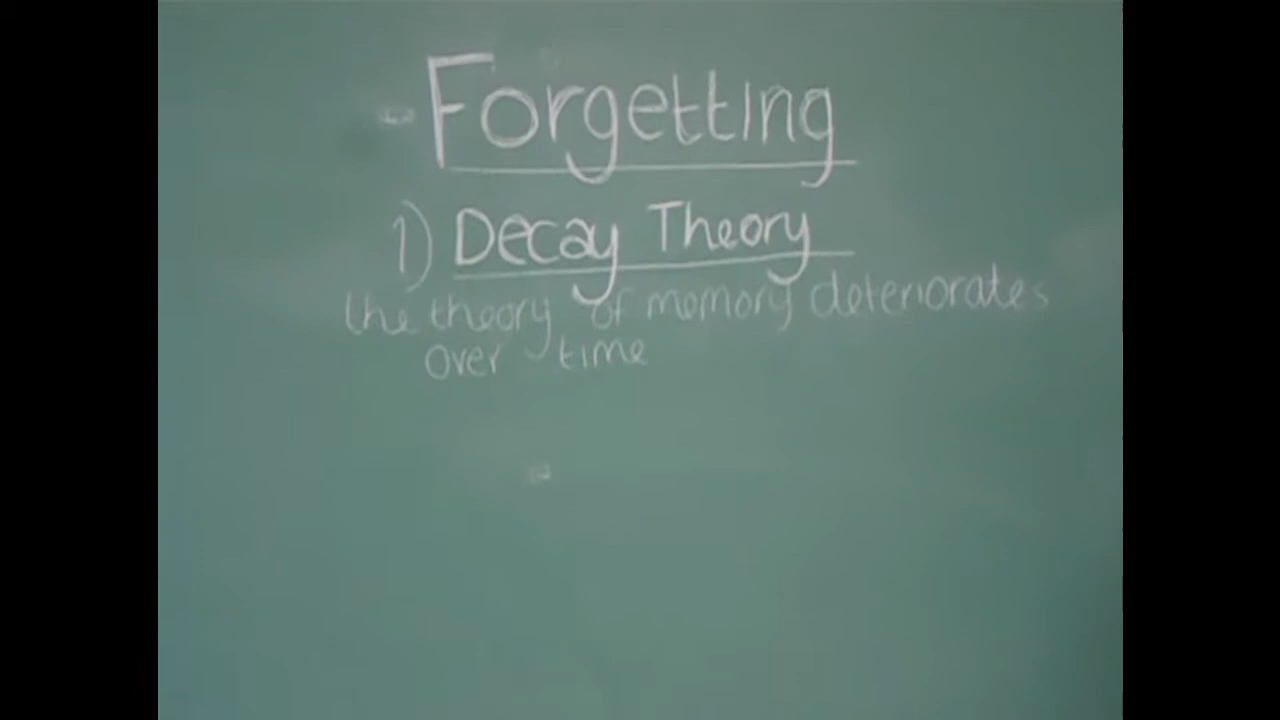 Forgetting
1) Decay Theory
the theory of memory deteriorates
over time